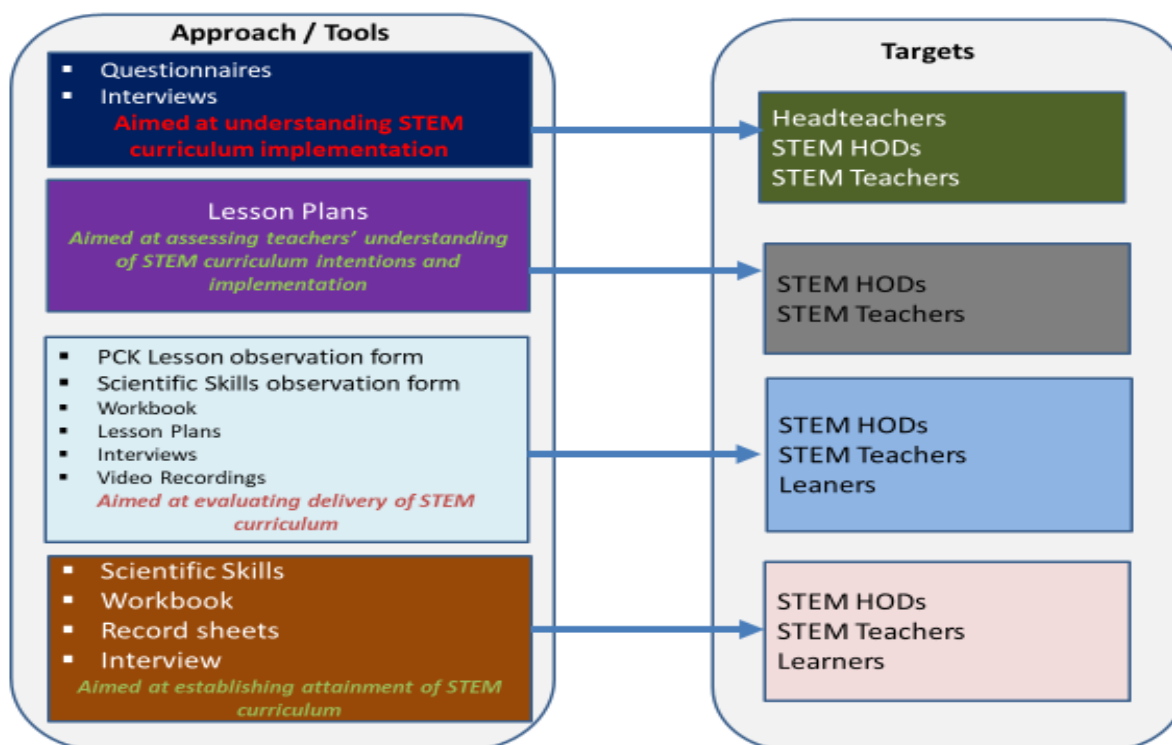 Approach / Tools
▪ Questionnaires
▪ Interviews
Aimed at understanding STEM
curriculum implementation
Lesson Plans
Aimed at assessing teachers’ understanding
of STEM curriculum intentions and
implementation
▪ PCK Lesson observation form
▪ Scientific Skills observation form
▪ Workbook
▪ Lesson Plans
▪ Interviews
▪ Video Recordings
Aimed at evaluating delivery of STEM
curriculum
▪ Scientific Skills
▪ Workbook
▪ Record sheets
▪ Interview
Aimed at establishing attainment of STEM
curriculum
Targets
Headteachers
STEM HODs
STEM Teachers
STEM HODs
STEM Teachers
STEM HODs
STEM Teachers
Leaners
STEM HODs
STEM Teachers
Learners